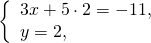 3x + 5 · 2 = −11,
y = 2,